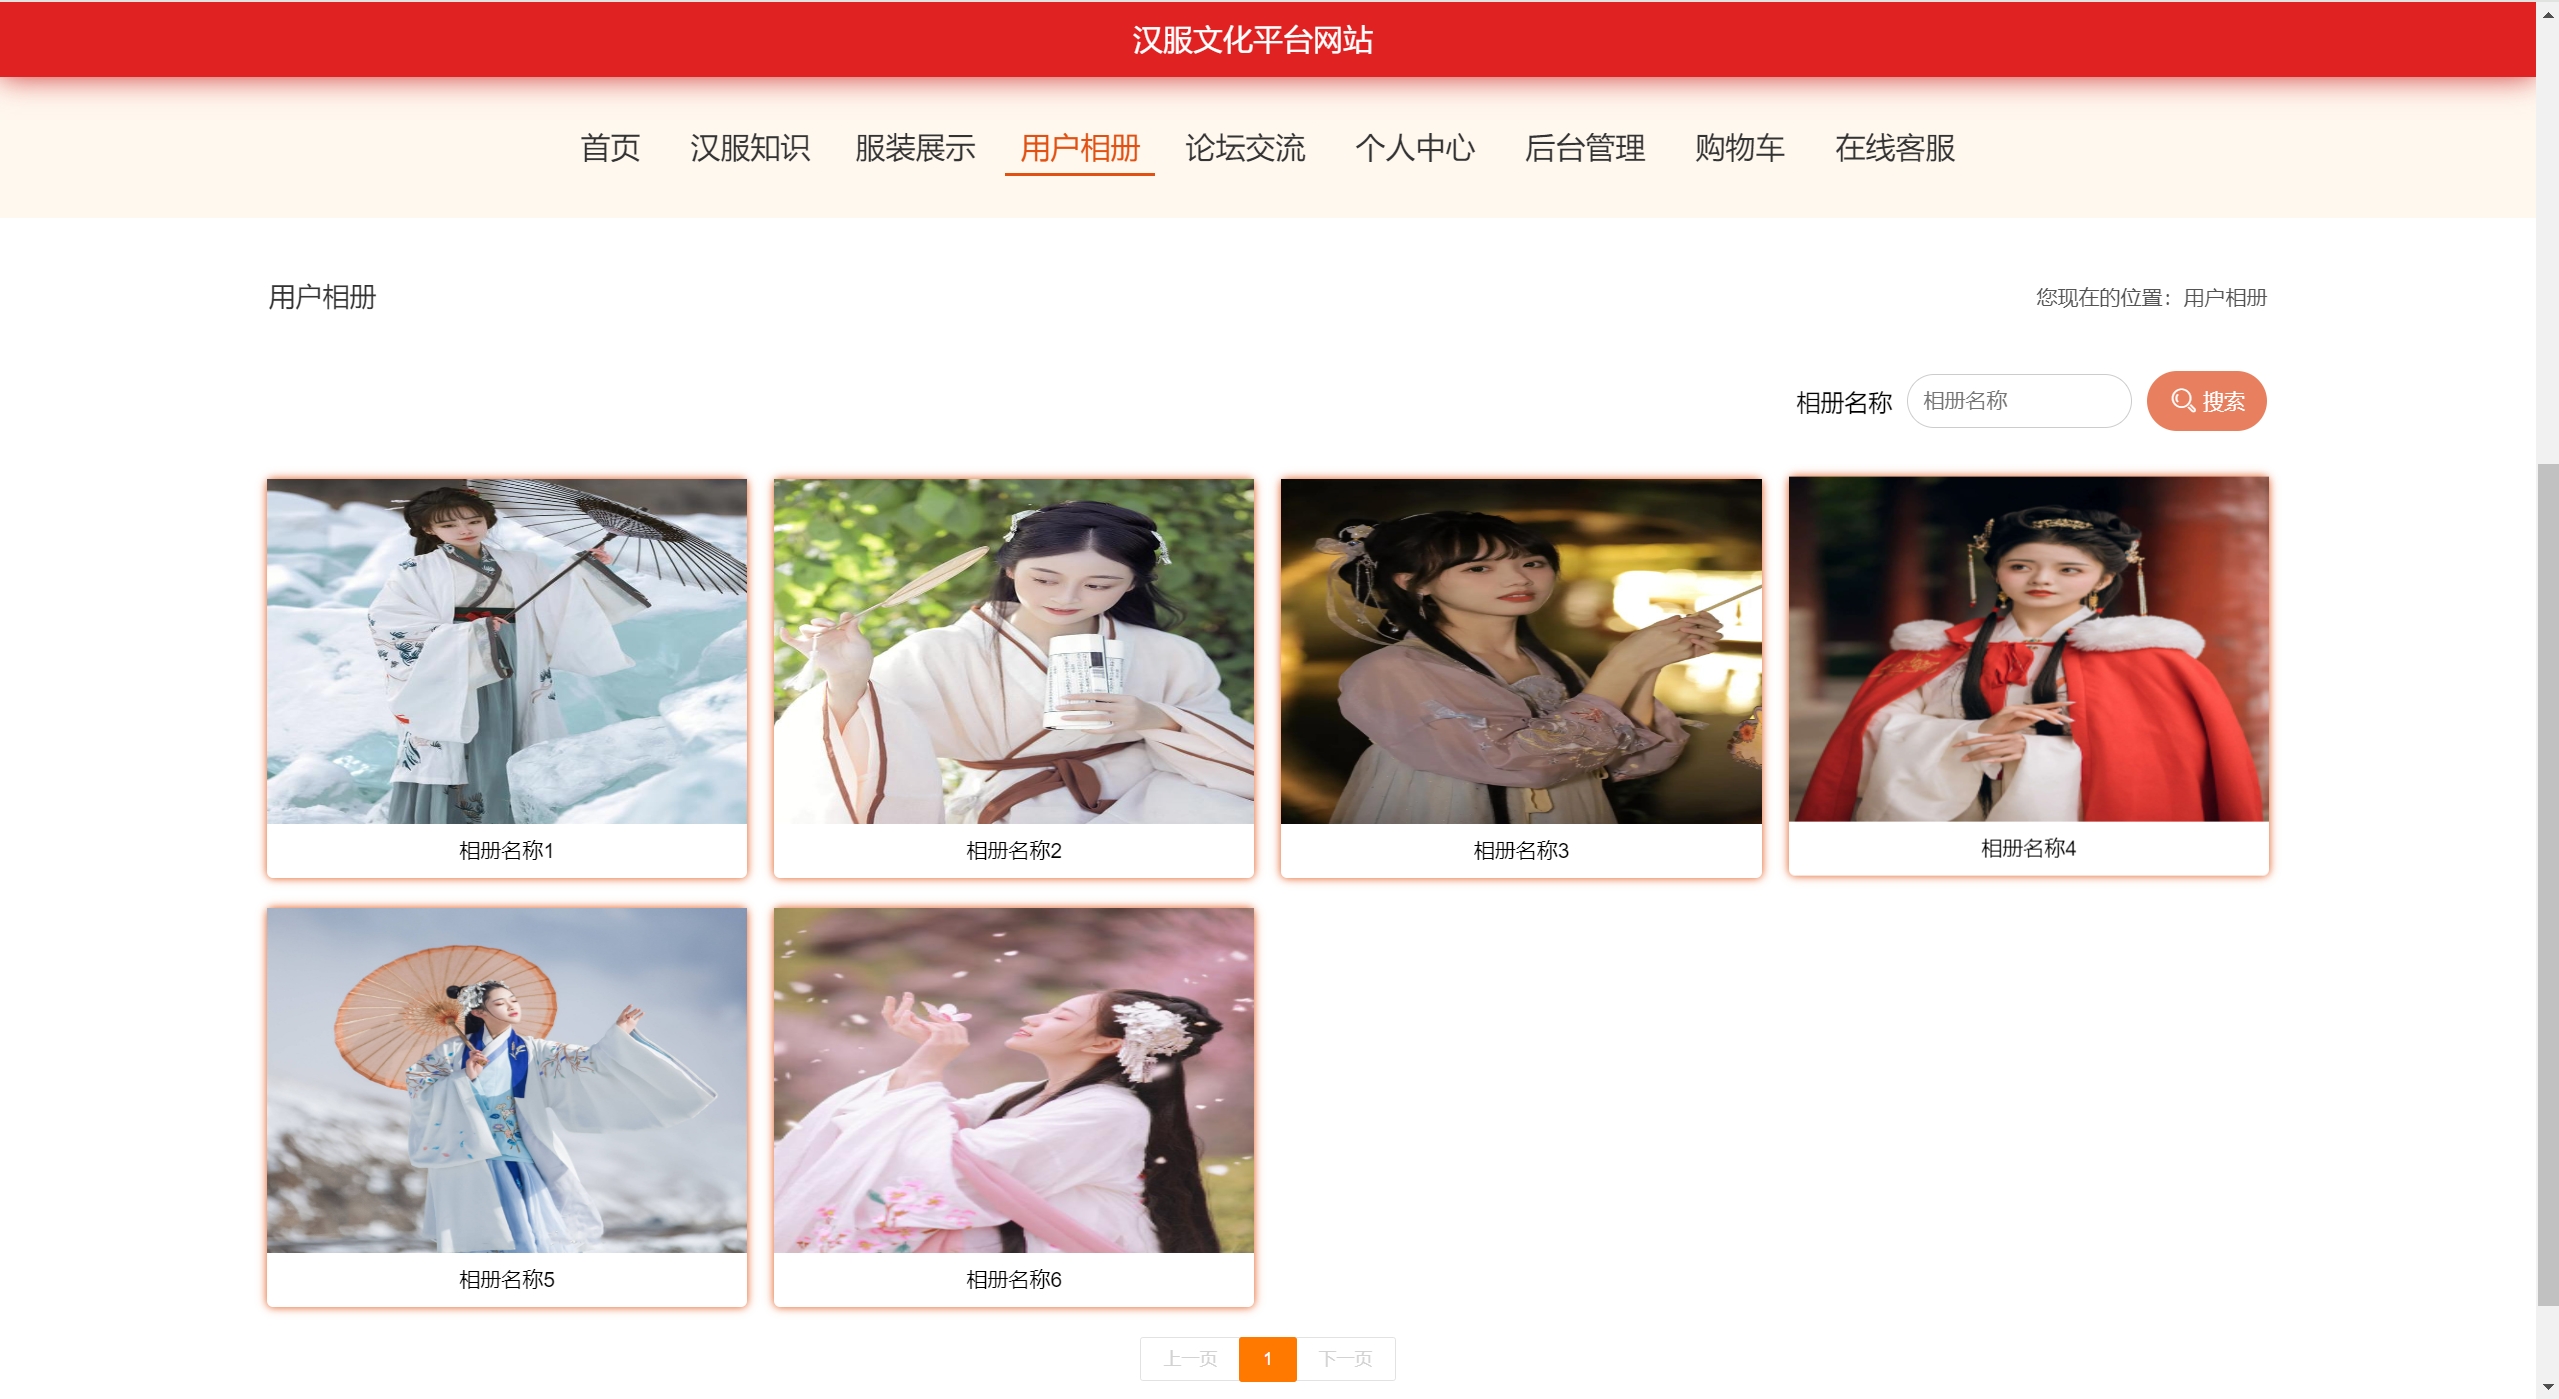 汉服文化平台网站
首页 汉服知识 服装展示 用户相册 论坛交流 个人中心 后台管理 购物车 在线客服
用户相册 您现在的位置：用户相册
相册名称 相册名称 搜索
相册名称1 相册名称2 相册名称3 相册名称4
相册名称5 相册名称6
上一页 1 下一页